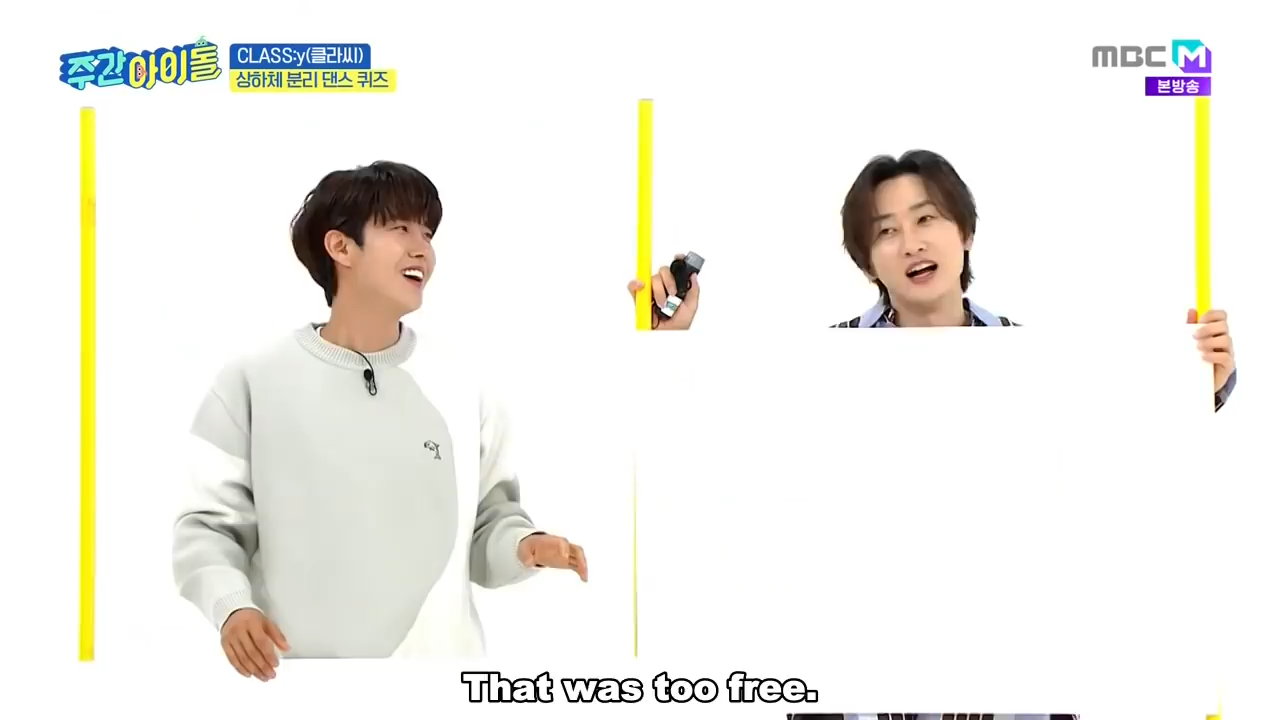 주간아이돌
CLASS:y(클라씨)
상하체 분리 댄스 퀴즈
MBC M
본방송
That was too free.